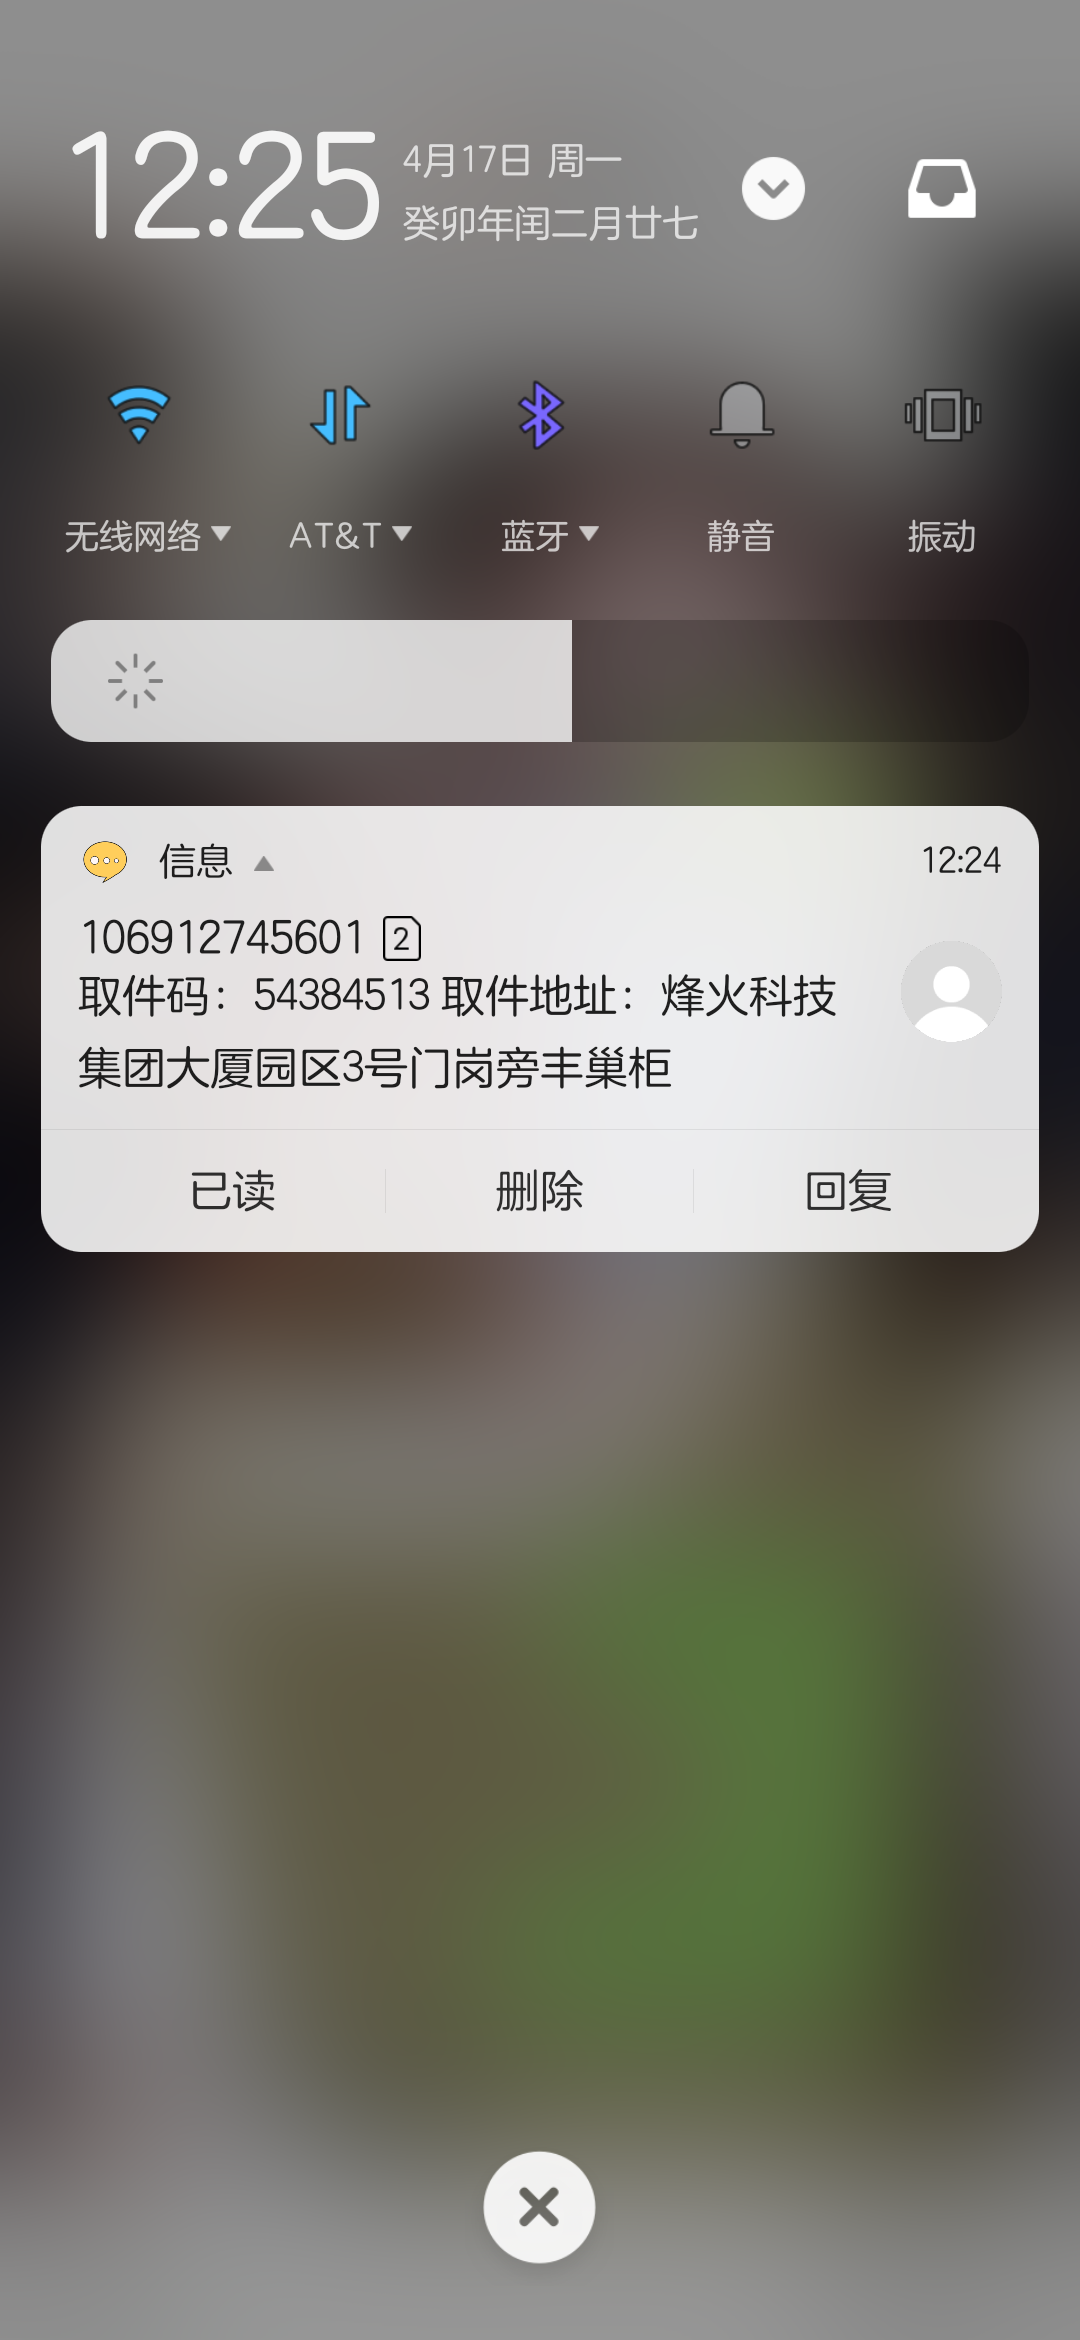 12:25
4月17日 周一
癸卯年闰二月廿七
无线网络
AT&T
蓝牙
静音
振动
信息
12:24
106912745601 2
取件码：54384513 取件地址：烽火科技
集团大厦园区3号门岗旁丰巢柜
已读
删除
回复